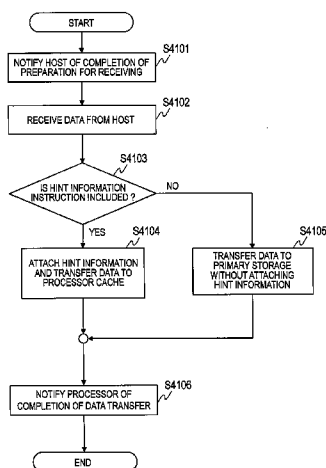 START
S4101
NOTIFY HOST OF COMPLETION OF
PREPARATION FOR RECEIVING
S4102
RECEIVE DATA FROM HOST
S4103
IS HINT INFORMATION
INSTRUCTION INCLUDED ?
NO
YES
S4104
ATTACH HINT INFORMATION
AND TRANSFER DATA TO
PROCESSOR CACHE
S4105
TRANSFER DATA TO
PRIMARY STORAGE
WITHOUT ATTACHING
HINT INFORMATION
S4106
NOTIFY PROCESSOR OF
COMPLETION OF DATA TRANSFER
END